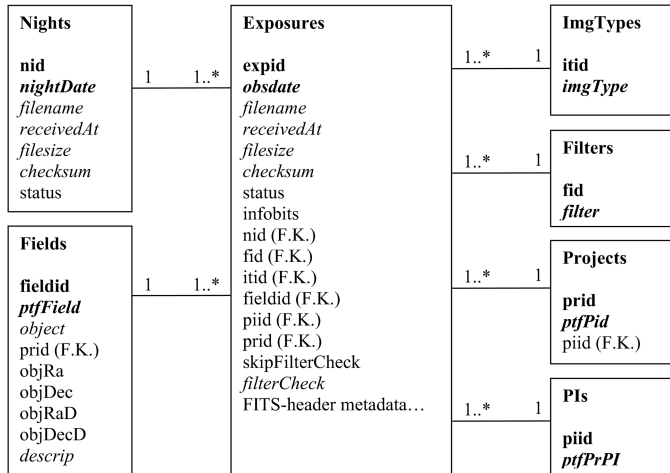 Nights
nid
nightDate
filename
receivedAt
filesize
checksum
status
1
1..*
Fields
fieldid
ptfField
object
prid (F.K.)
objRa
objDec
objRaD
objDecD
descrip
1
1..*
Exposures
expid
obsdate
filename
receivedAt
filesize
checksum
status
infobits
nid (F.K.)
fid (F.K.)
itid (F.K.)
fieldid (F.K.)
piid (F.K.)
prid (F.K.)
skipFilterCheck
filterCheck
FITS-header metadata…
1..*
1
ImgTypes
itid
imgType
1..*
1
Filters
fid
filter
1..*
1
Projects
prid
ptfPid
piid (F.K.)
1..*
1
PIs
piid
ptfPrPI